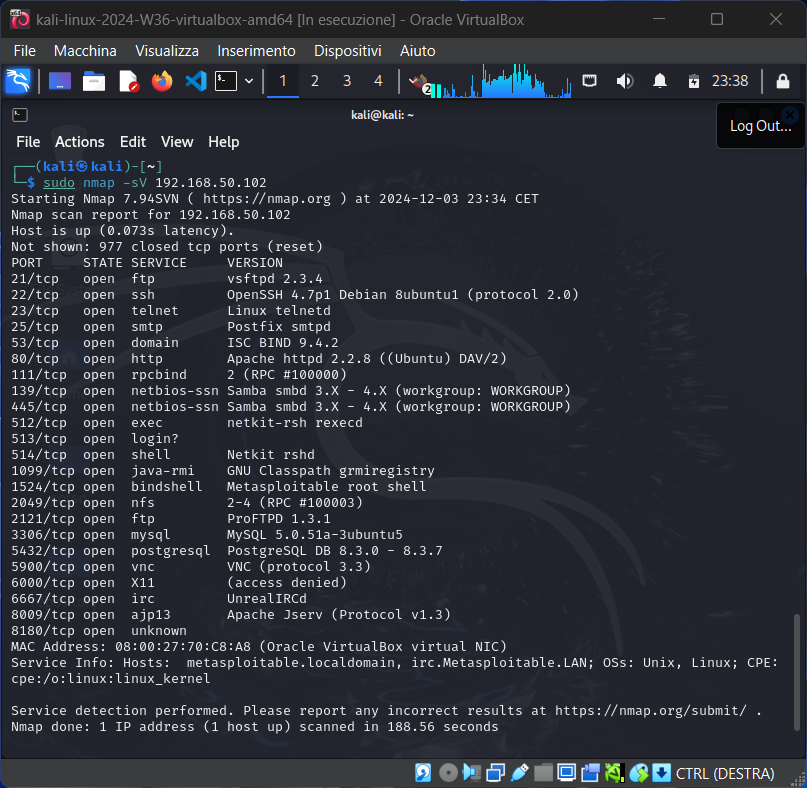 kali-linux-2024-W36-virtualbox-amd64 [In esecuzione] - Oracle VirtualBox
File Macchina Visualizza Inserimento Dispositivi Aiuto
1 2 3 4 2 23:38
kali@kali: ~
Log Out...
File Actions Edit View Help
┌──(kali㉿kali)-[~]
└─$ sudo nmap -sV 192.168.50.102
Starting Nmap 7.94SVN ( https://nmap.org ) at 2024-12-03 23:34 CET
Nmap scan report for 192.168.50.102
Host is up (0.073s latency).
Not shown: 977 closed tcp ports (reset)
PORT STATE SERVICE VERSION
21/tcp open ftp vsftpd 2.3.4
22/tcp open ssh OpenSSH 4.7p1 Debian 8ubuntu1 (protocol 2.0)
23/tcp open telnet Linux telnetd
25/tcp open smtp Postfix smtpd
53/tcp open domain ISC BIND 9.4.2
80/tcp open http Apache httpd 2.2.8 ((Ubuntu) DAV/2)
111/tcp open rpcbind 2 (RPC #100000)
139/tcp open netbios-ssn Samba smbd 3.X - 4.X (workgroup: WORKGROUP)
445/tcp open netbios-ssn Samba smbd 3.X - 4.X (workgroup: WORKGROUP)
512/tcp open exec netkit-rsh rexecd
513/tcp open login?
514/tcp open shell Netkit rshd
1099/tcp open java-rmi GNU Classpath grmiregistry
1524/tcp open bindshell Metasploitable root shell
2049/tcp open nfs 2-4 (RPC #100003)
2121/tcp open ftp ProFTPD 1.3.1
3306/tcp open mysql MySQL 5.0.51a-3ubuntu5
5432/tcp open postgresql PostgreSQL DB 8.3.0 - 8.3.7
5900/tcp open vnc VNC (protocol 3.3)
6000/tcp open X11 (access denied)
6667/tcp open irc UnrealIRCd
8009/tcp open ajp13 Apache Jserv (Protocol v1.3)
8180/tcp open unknown
MAC Address: 08:00:27:70:C8:A8 (Oracle VirtualBox virtual NIC)
Service Info: Hosts:  metasploitable.localdomain, irc.Metasploitable.LAN; OSs: Unix, Linux; CPE:
cpe:/o:linux:linux_kernel
Service detection performed. Please report any incorrect results at https://nmap.org/submit/ .
Nmap done: 1 IP address (1 host up) scanned in 188.56 seconds
CTRL (DESTRA)